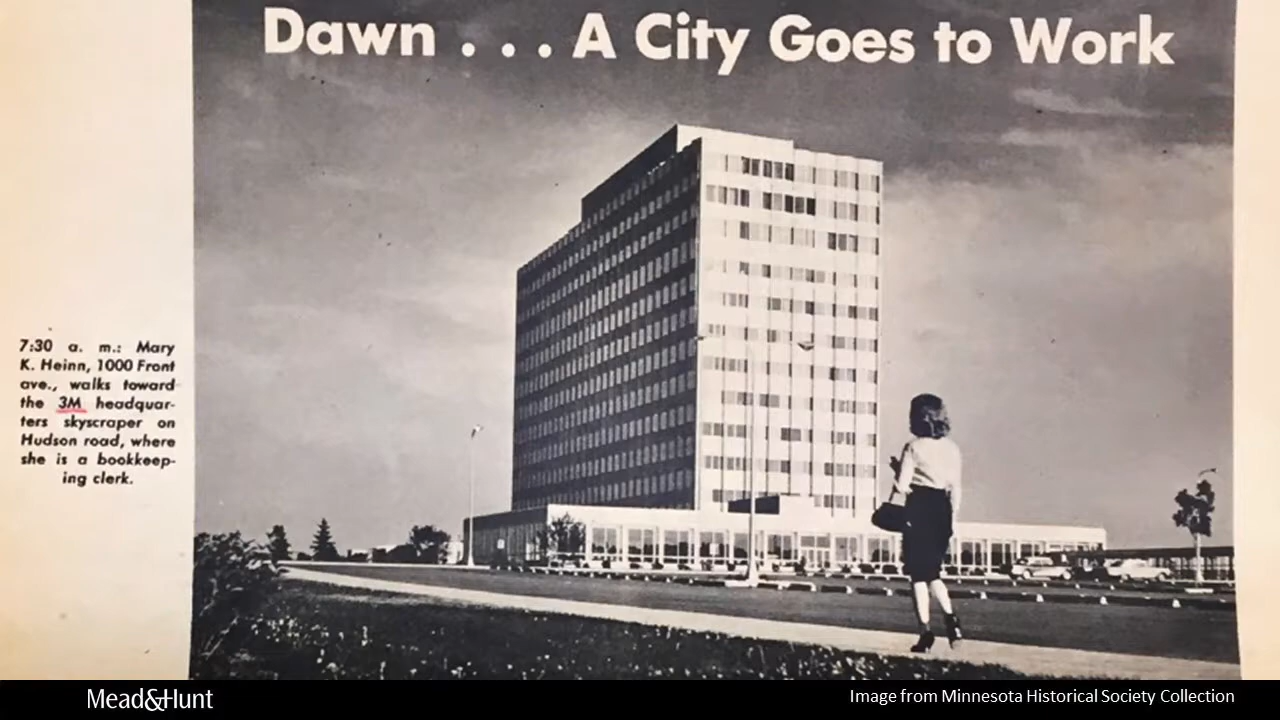 Dawn . . . A City Goes to Work
7:30 a. m.: Mary
K. Heinn, 1000 Front
ave., walks toward
the 3M headquar-
ters skyscraper on
Hudson road, where
she is a bookkeep-
ing clerk.
Mead&Hunt
Image from Minnesota Historical Society Collection